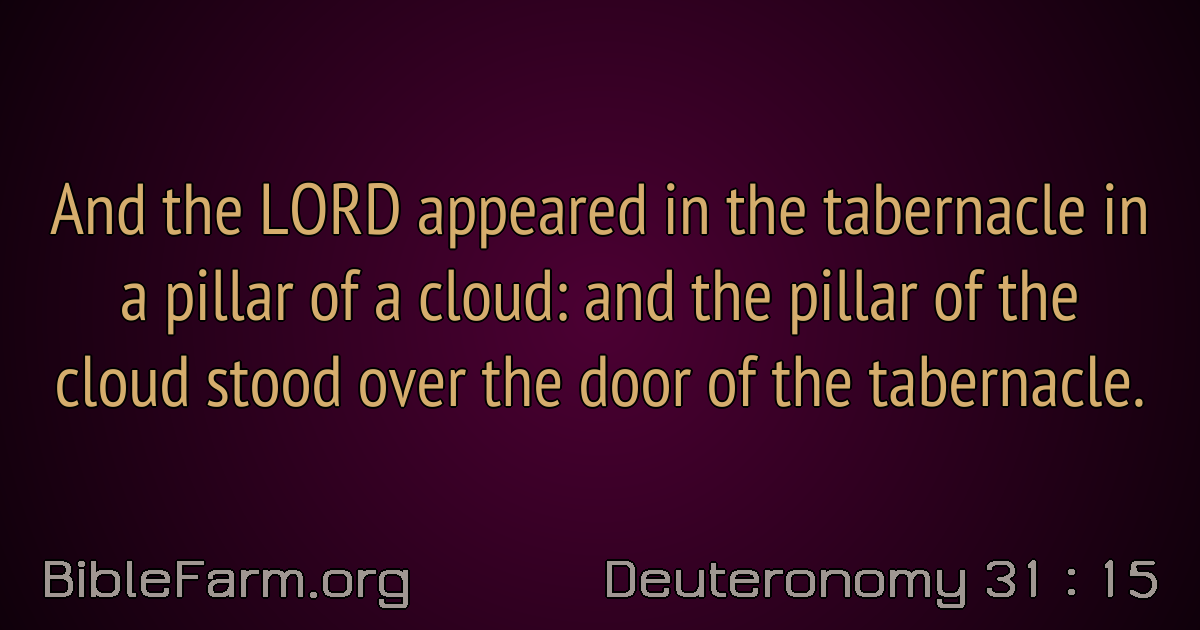 And the LORD appeared in the tabernacle in
a pillar of a cloud: and the pillar of the
cloud stood over the door of the tabernacle.
BibleFarm.org
Deuteronomy 31 : 15